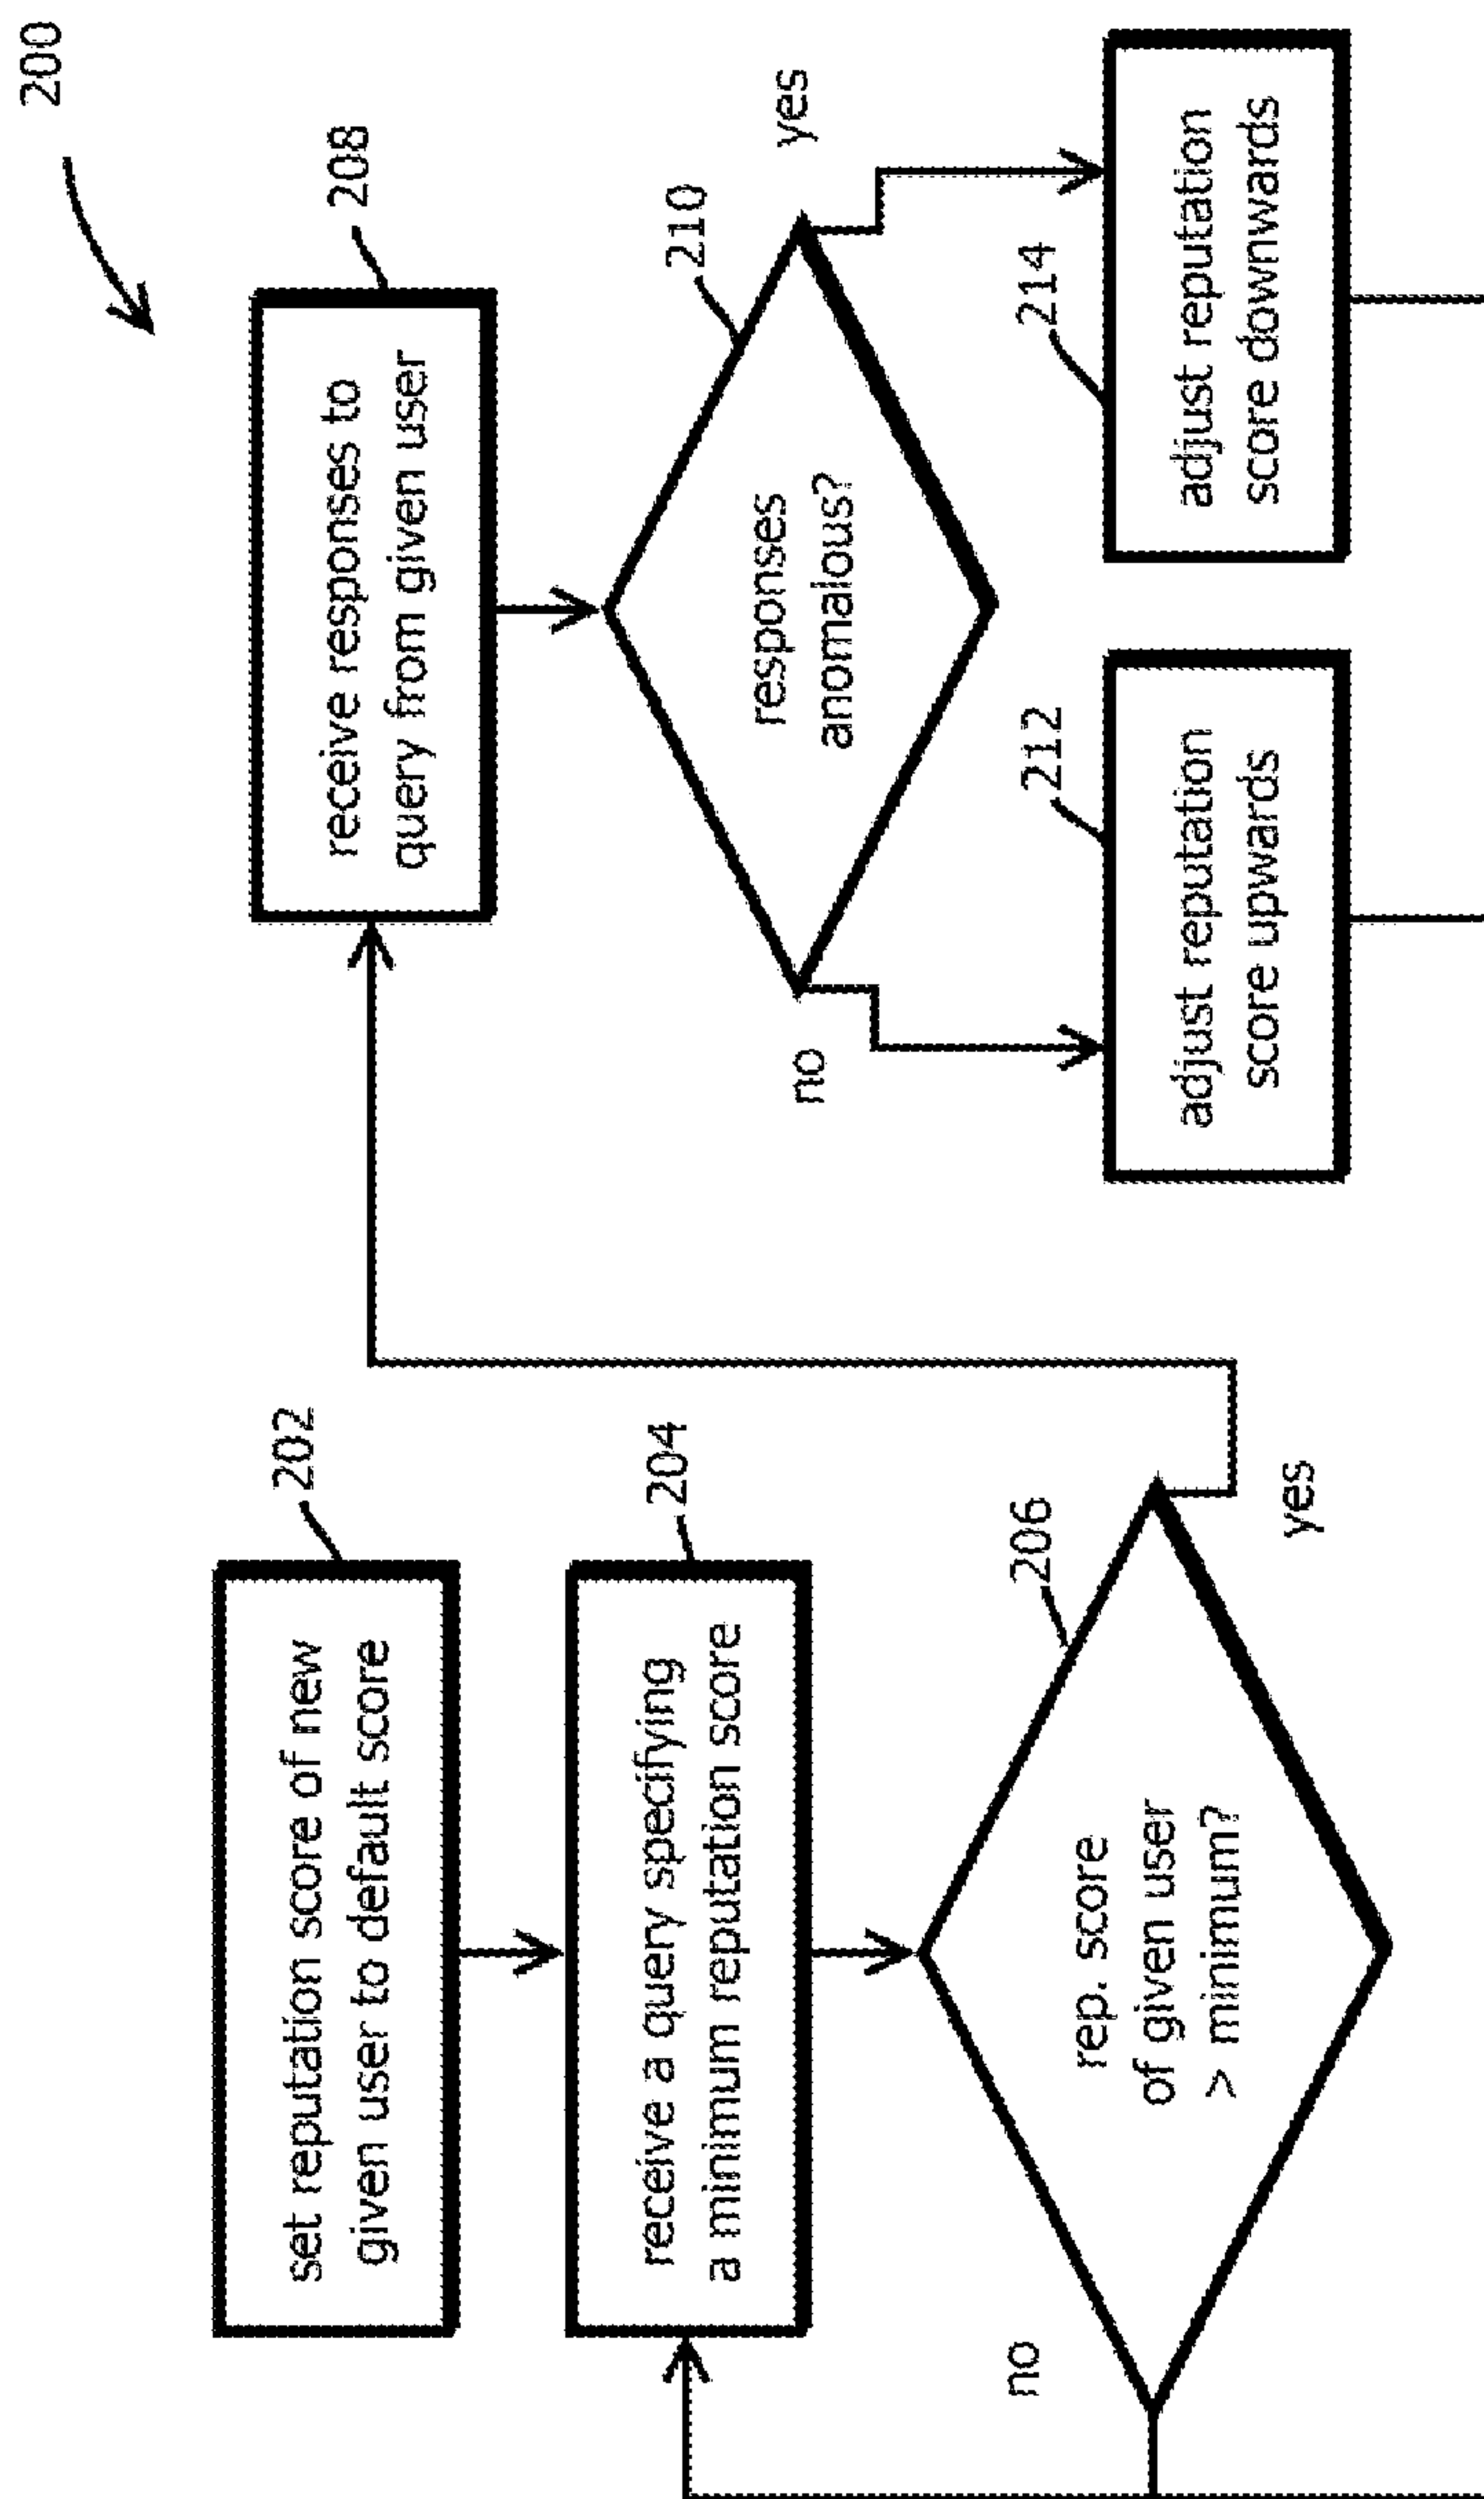 200
202
set reputation score of new
given user to default score
204
receive a query specifying
a minimum reputation score
206
rep. score
of given user
> minimum?
no
yes
208
receive responses to
query from given user
210
responses
anomalous?
no
yes
212
adjust reputation
score upwards
214
adjust reputation
score downwards